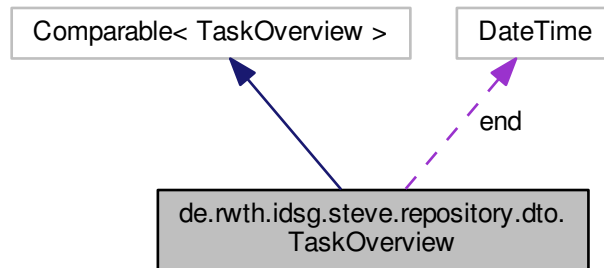 Comparable< TaskOverview >
DateTime
end
de.rwth.idsg.steve.repository.dto.
TaskOverview